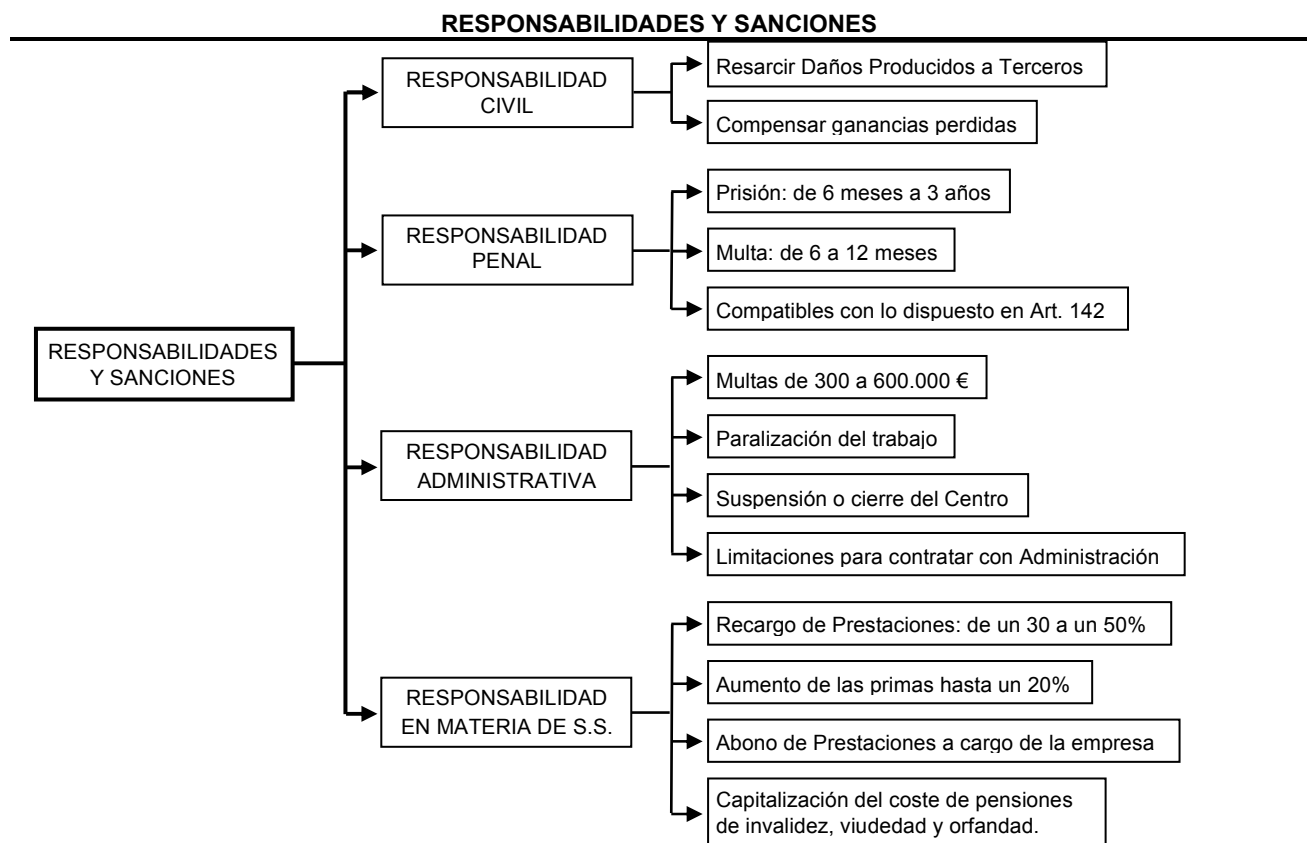 RESPONSABILIDADES Y SANCIONES
RESPONSABILIDADES
Y SANCIONES
RESPONSABILIDAD
CIVIL
Resarcir Daños Producidos a Terceros
Compensar ganancias perdidas
RESPONSABILIDAD
PENAL
Prisión: de 6 meses a 3 años
Multa: de 6 a 12 meses
Compatibles con lo dispuesto en Art. 142
RESPONSABILIDAD
ADMINISTRATIVA
Multas de 300 a 600.000 €
Paralización del trabajo
Suspensión o cierre del Centro
Limitaciones para contratar con Administración
RESPONSABILIDAD
EN MATERIA DE S.S.
Recargo de Prestaciones: de un 30 a un 50%
Aumento de las primas hasta un 20%
Abono de Prestaciones a cargo de la empresa
Capitalización del coste de pensiones
de invalidez, viudedad y orfandad.